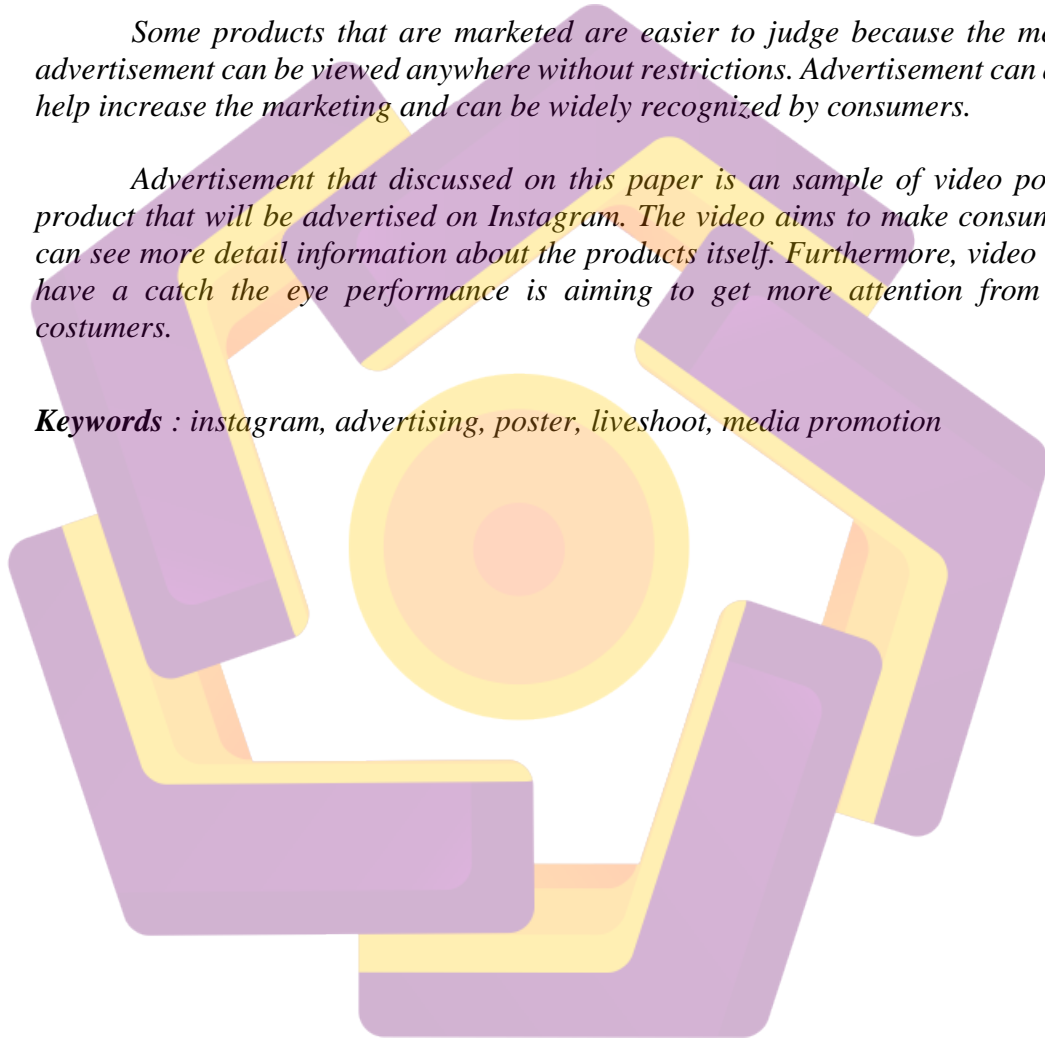 Some products that are marketed are easier to judge because the
advertisement can be viewed anywhere without restrictions. Advertisement can
help increase the marketing and can be widely recognized by consumers.
Advertisement that discussed on this paper is an sample of video
product that will be advertised on Instagram. The video aims to make
can see more detail information about the products itself. Furthermore, video
have a catch the eye performance is aiming to get more attention from
costumers.
Keywords : instagram, advertising, poster, liveshoot, media promotion